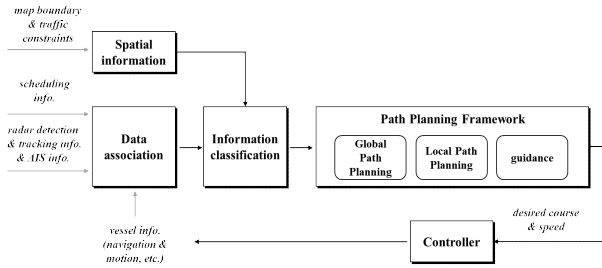 map boundary
& traffic
constraints
Spatial
information
scheduling
info.
radar detection
& tracking info.
& AIS info.
Data
association
Information
classification
Path Planning Framework
Global
Path
Planning
Local Path
Planning
guidance
vessel info.
(navigation &
motion, etc.)
Controller
desired course
& speed